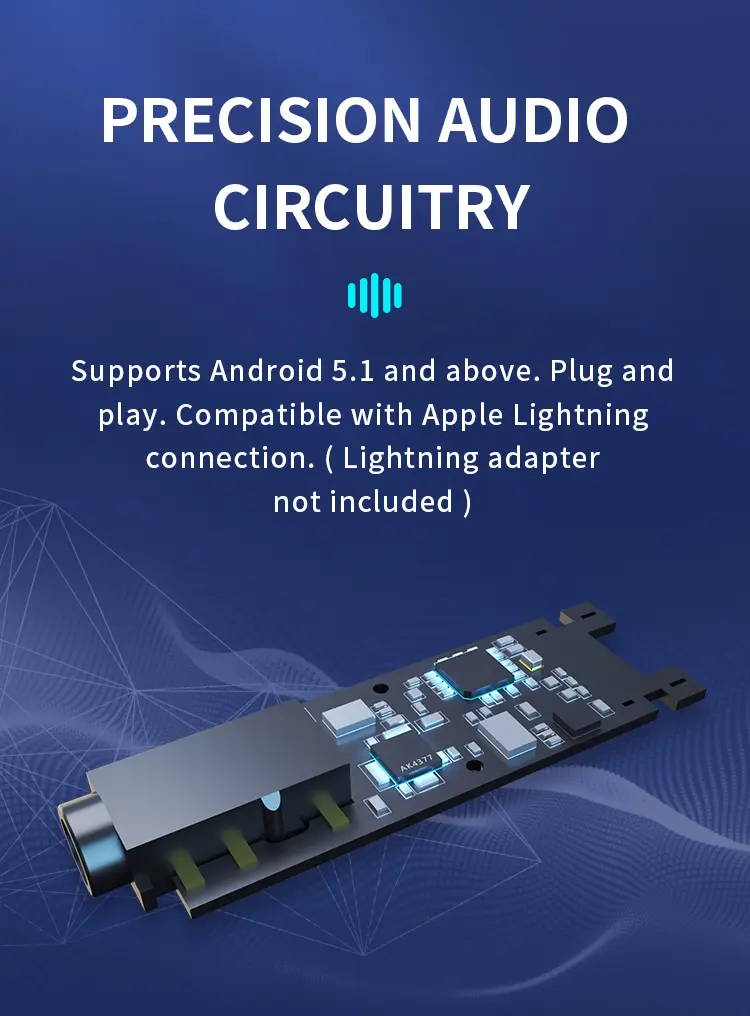 PRECISION AUDIO
CIRCUITRY
Supports Android 5.1 and above. Plug and
play. Compatible with Apple Lightning
connection. ( Lightning adapter
not included )
AK4377